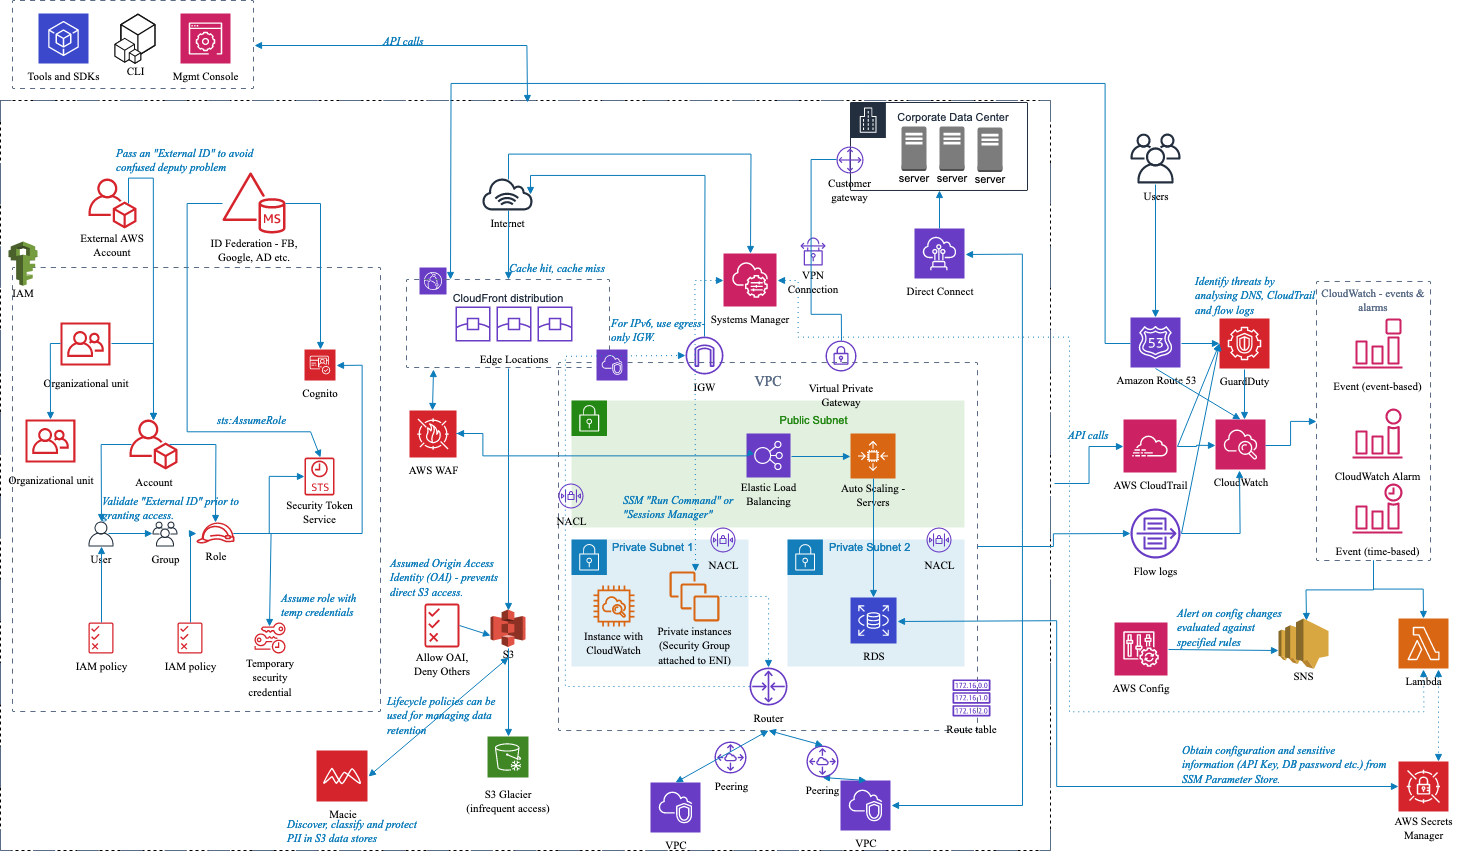 Tools and SDKs
CLI
Mgmt Console
API calls
Corporate Data Center
server
server
server
Customer
gateway
Users
Pass an "External ID" to avoid
confused deputy problem
External AWS
Account
MS
ID Federation - FB,
Google, AD etc.
IAM
Internet
Cache hit, cache miss
CloudFront distribution
Edge Locations
Systems Manager
VPN
Connection
Direct Connect
For IPv6, use egress-
only IGW.
IGW
Virtual Private
Gateway
VPC
Identify threats by
analysing DNS, CloudTrail
and flow logs
53
Amazon Route 53
GuardDuty
CloudWatch - events &
alarms
Event (event-based)
CloudWatch Alarm
Event (time-based)
Organizational unit
Organizational unit
Cognito
sts:AssumeRole
Account
STS
Security Token
Service
Validate "External ID" prior to
granting access.
User
Group
Role
Assume role with
temp credentials
IAM policy
IAM policy
Temporary
security
credential
AWS WAF
Public Subnet
Elastic Load
Balancing
Auto Scaling -
Servers
NACL
SSM "Run Command" or
"Sessions Manager"
Private Subnet 1
NACL
Private Subnet 2
NACL
Instance with
CloudWatch
Private instances
(Security Group
attached to ENI)
RDS
Router
172.16.0.0
172.16.1.0
172.16.2.0
Route table
Peering
Peering
VPC
VPC
API calls
AWS CloudTrail
CloudWatch
Flow logs
Assumed Origin Access
Identity (OAI) - prevents
direct S3 access.
Allow OAI,
Deny Others
S3
Lifecycle policies can be
used for managing data
retention
S3 Glacier
(infrequent access)
Macie
Discover, classify and protect
PII in S3 data stores
Alert on config changes
evaluated against
specified rules
AWS Config
SNS
Lambda
Obtain configuration and sensitive
information (API Key, DB password etc.) from
SSM Parameter Store.
AWS Secrets
Manager